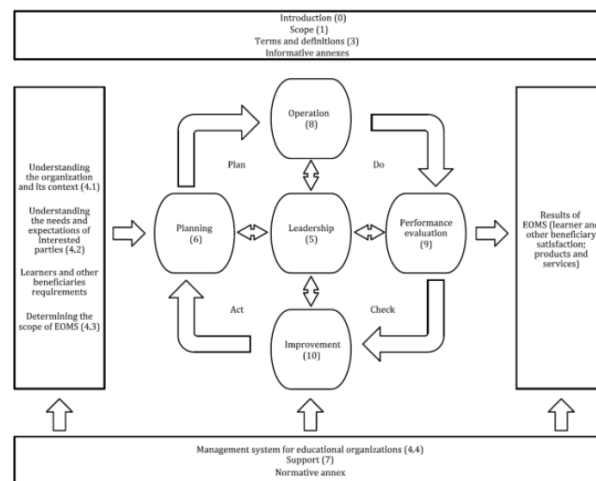 Introduction (0)
Scope (1)
Terms and definitions (3)
Informative annexes
Operation
(8)
Plan
Do
Understanding
the organization
and its context (4.1)
Understanding
the needs and
expectations of
interested
parties
(4.2)
Learners and other
beneficiaries
requirements
Determining the
scope of EOMS (4.3)
Planning
(6)
Leadership
(5)
Performance
evaluation
(9)
Results of
EOMS (learner and
other beneficiary
satisfaction;
products and
services)
Act
Check
Improvement
(10)
Management system for educational organizations (4.4)
Support (7)
Normative annex